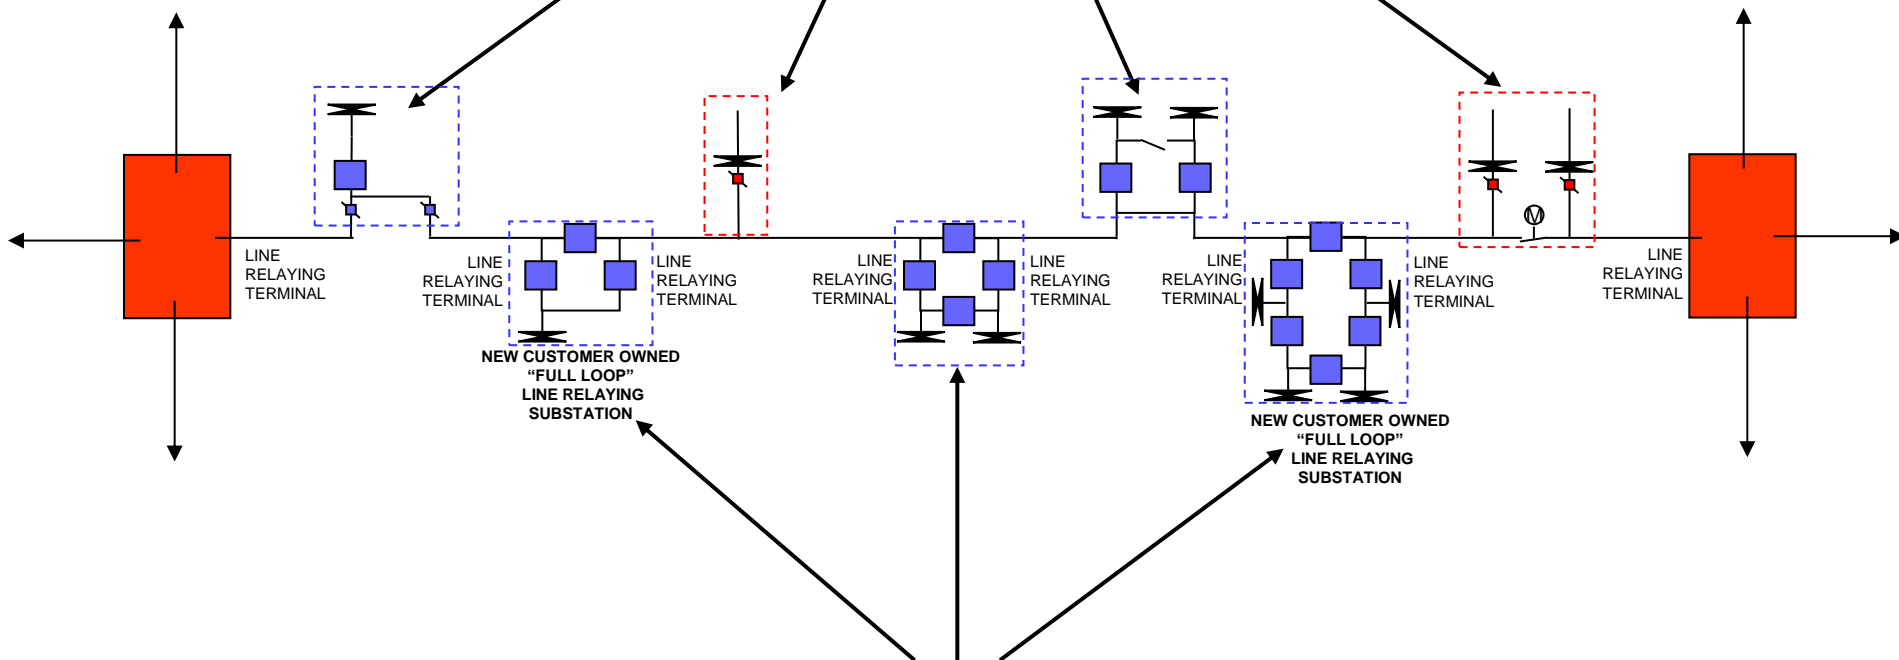 LINE
RELAYING
TERMINAL
LINE
RELAYING
TERMINAL
LINE
RELAYING
TERMINAL
LINE
RELAYING
TERMINAL
LINE
RELAYING
TERMINAL
LINE
RELAYING
TERMINAL
LINE
RELAYING
TERMINAL
LINE
RELAYING
TERMINAL
M
NEW CUSTOMER OWNED
“FULL LOOP”
LINE RELAYING
SUBSTATION
NEW CUSTOMER OWNED
“FULL LOOP”
LINE RELAYING
SUBSTATION